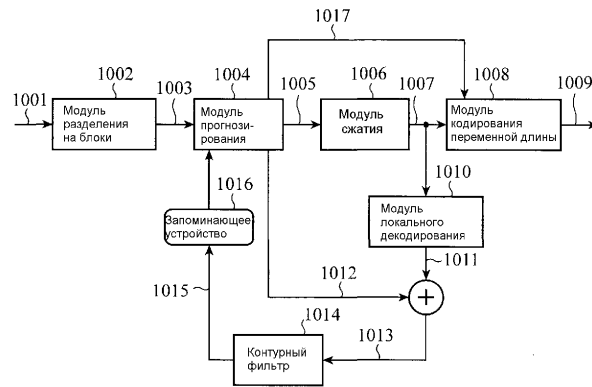 1017
1002
1004
1006
1008
1001
1003
1005
1007
1009
Модуль
разделения
на блоки
Модуль
прогнози-
рования
Модуль
сжатия
Модуль
кодирования
переменной длины
1016
1010
Запоминающее
устройство
Модуль
локального
декодирования
1011
1015
1012
+
1014
1013
Контурный
фильтр